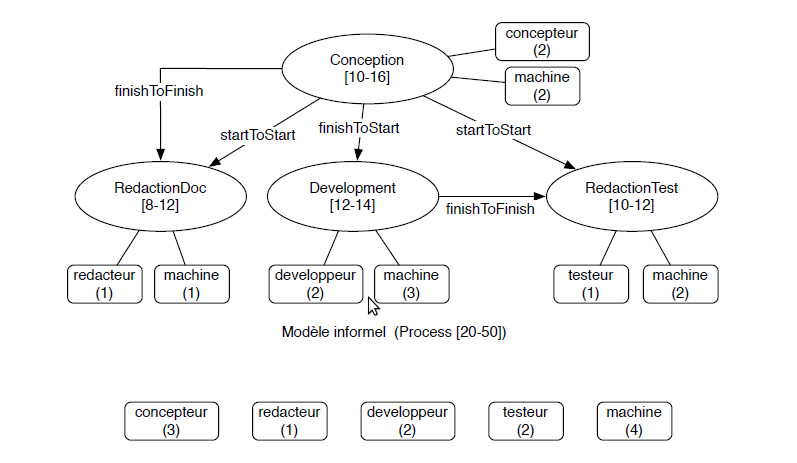 concepteur
(2)
Conception
[10-16]
machine
(2)
finishToFinish
startToStart
finishToStart
startToStart
RedactionDoc
[8-12]
Development
[12-14]
RedactionTest
[10-12]
finishToFinish
redacteur
(1)
machine
(1)
developpeur
(2)
machine
(3)
testeur
(1)
machine
(2)
Modèle informel (Process [20-50])
concepteur
(3)
redacteur
(1)
developpeur
(2)
testeur
(2)
machine
(4)